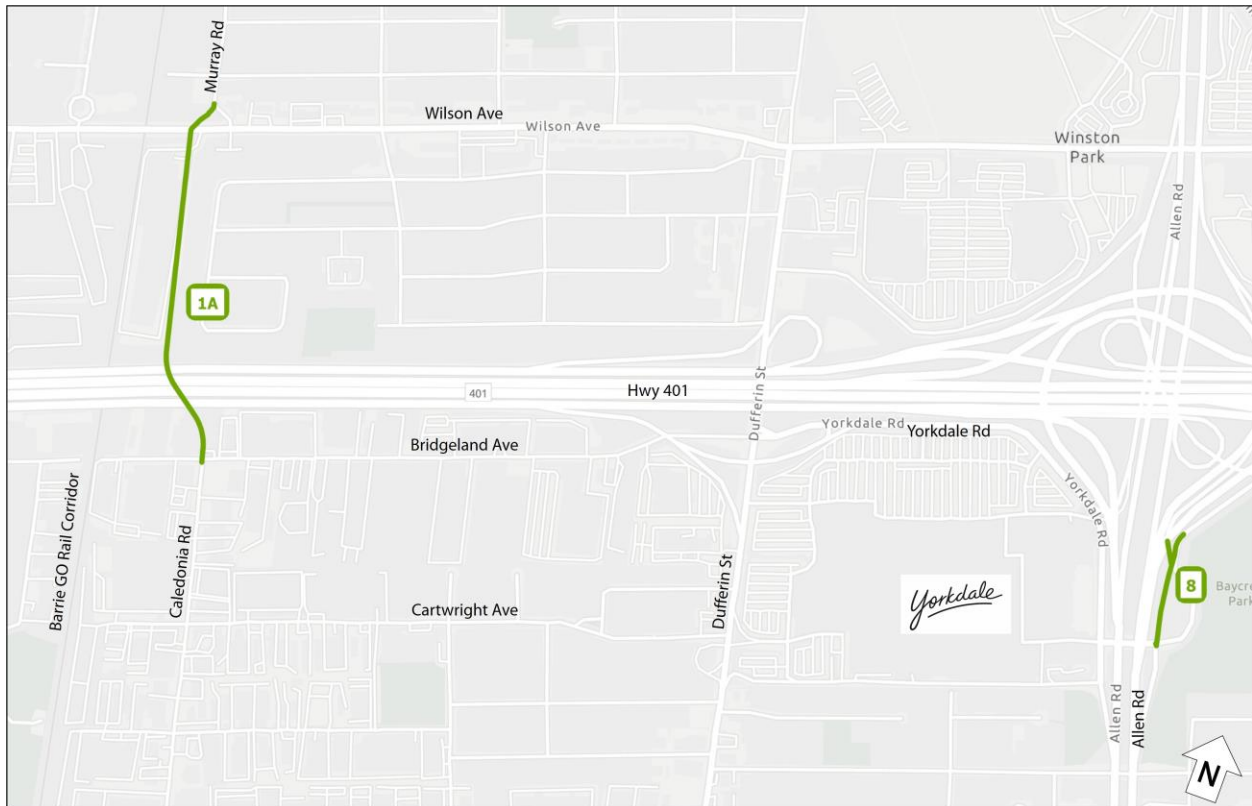 Murray Rd
Wilson Ave
Wilson Ave
Winston
Park
Allen Rd
1A
Dufferin St
401
Hwy 401
Yorkdale Rd
Yorkdale Rd
Bridgeland Ave
Yorkdale Rd
Barrie GO Rail Corridor
Caledonia Rd
Cartwright Ave
Dufferin St
Yorkdale
8
Baycre
Park
Allen Rd
Allen Rd
N